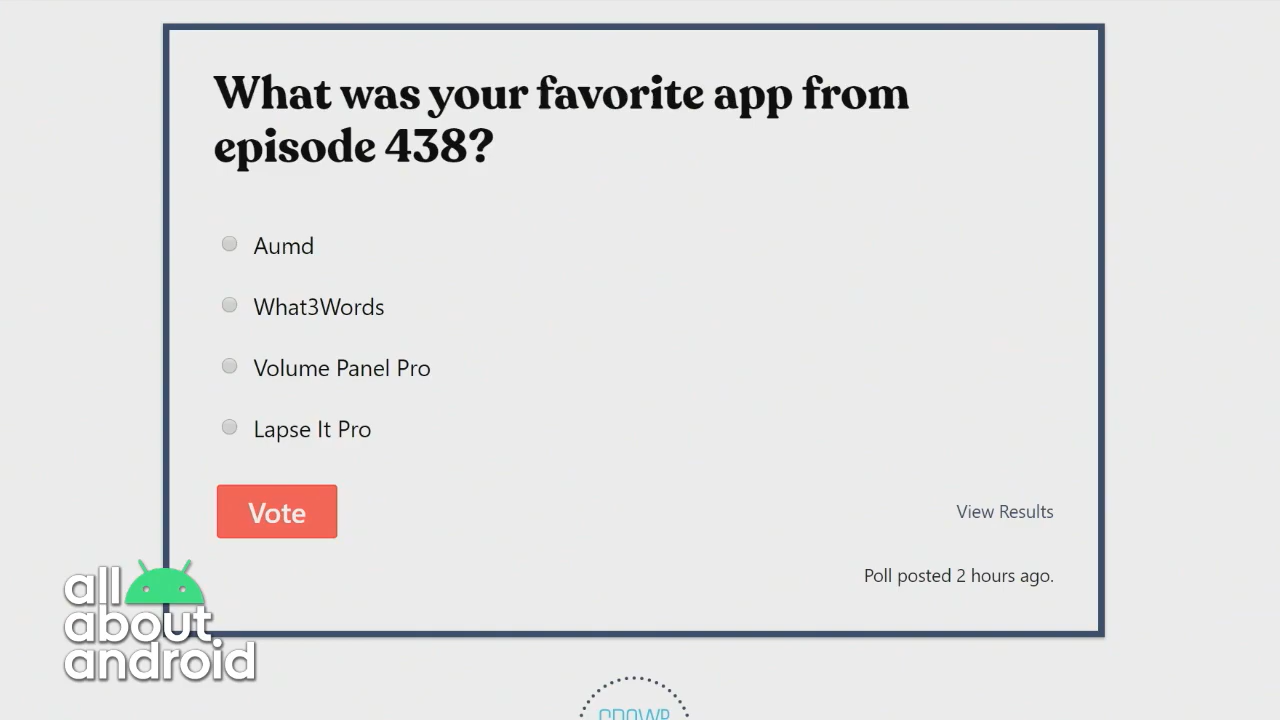 What was your favorite app from
episode 438?
Aumd
What3Words
Volume Panel Pro
Lapse It Pro
Vote
View Results
Poll posted 2 hours ago.
all
about
android